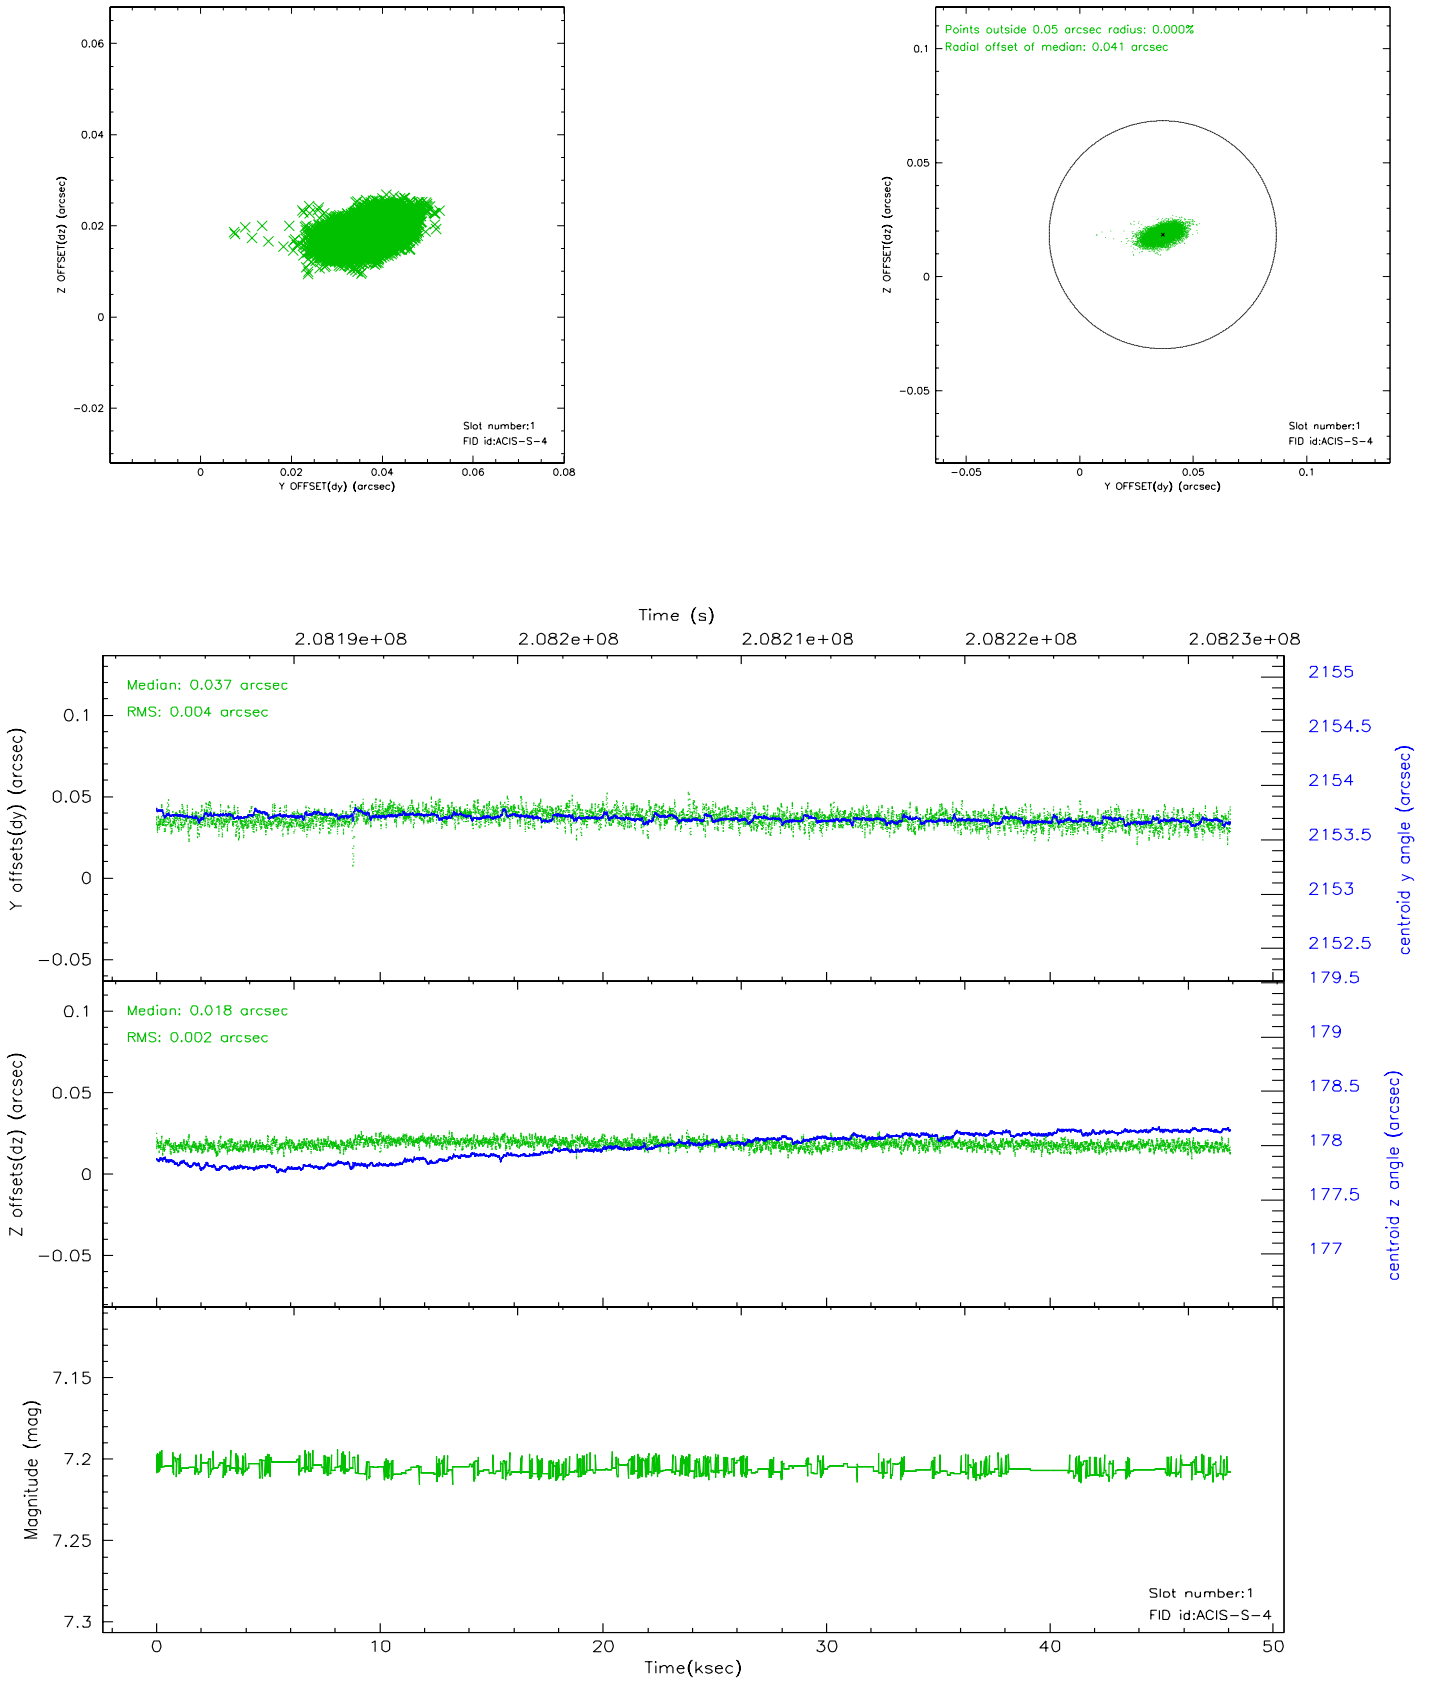 0.06
0.04
0.02
0
-0.02
Z OFFSET(dz) (arcsec)
Slot number:1
FID id:ACIS-S-4
0 0.02 0.04 0.06 0.08
Y OFFSET(dy) (arcsec)
Points outside 0.05 arcsec radius: 0.000%
Radial offset of median: 0.041 arcsec
0.1
0.05
0
-0.05
Z OFFSET(dz) (arcsec)
Slot number:1
FID id:ACIS-S-4
-0.05 0 0.05 0.1
Y OFFSET(dy) (arcsec)
Time (s)
2.0819e+08 2.082e+08 2.0821e+08 2.0822e+08 2.0823e+08
Median: 0.037 arcsec
RMS: 0.004 arcsec
0.1
0.05
0
-0.05
Y offsets(dy) (arcsec)
2155
2154.5
2154
2153.5
2153
2152.5
centroid y angle (arcsec)
Median: 0.018 arcsec
RMS: 0.002 arcsec
0.1
0.05
0
-0.05
Z offsets(dz) (arcsec)
179.5
179
178.5
178
177.5
177
centroid z angle (arcsec)
7.15
7.2
7.25
7.3
Magnitude (mag)
Slot number:1
FID id:ACIS-S-4
0 10 20 30 40 50
Time(ksec)